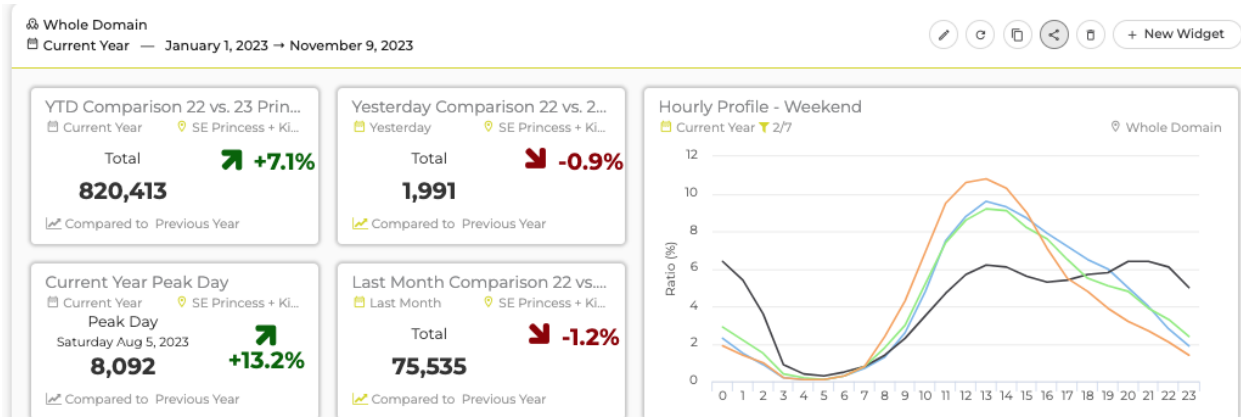 Whole Domain
Current Year — January 1, 2023 → November 9, 2023
+ New Widget
YTD Comparison 22 vs. 23 Prin...
Current Year SE Princess + Ki...
Total
+7.1%
820,413
Compared to Previous Year
Yesterday Comparison 22 vs. 2...
Yesterday SE Princess + Ki...
Total
-0.9%
1,991
Compared to Previous Year
Current Year Peak Day
Current Year SE Princess + Ki...
Peak Day
Saturday Aug 5, 2023
8,092
+13.2%
Compared to Previous Year
Last Month Comparison 22 vs....
Last Month SE Princess + Ki...
Total
-1.2%
75,535
Compared to Previous Year
Hourly Profile - Weekend
Current Year 2/7 Whole Domain
Ratio (%)
12
10
8
6
4
2
0
0 1 2 3 4 5 6 7 8 9 10 11 12 13 14 15 16 17 18 19 20 21 22 23